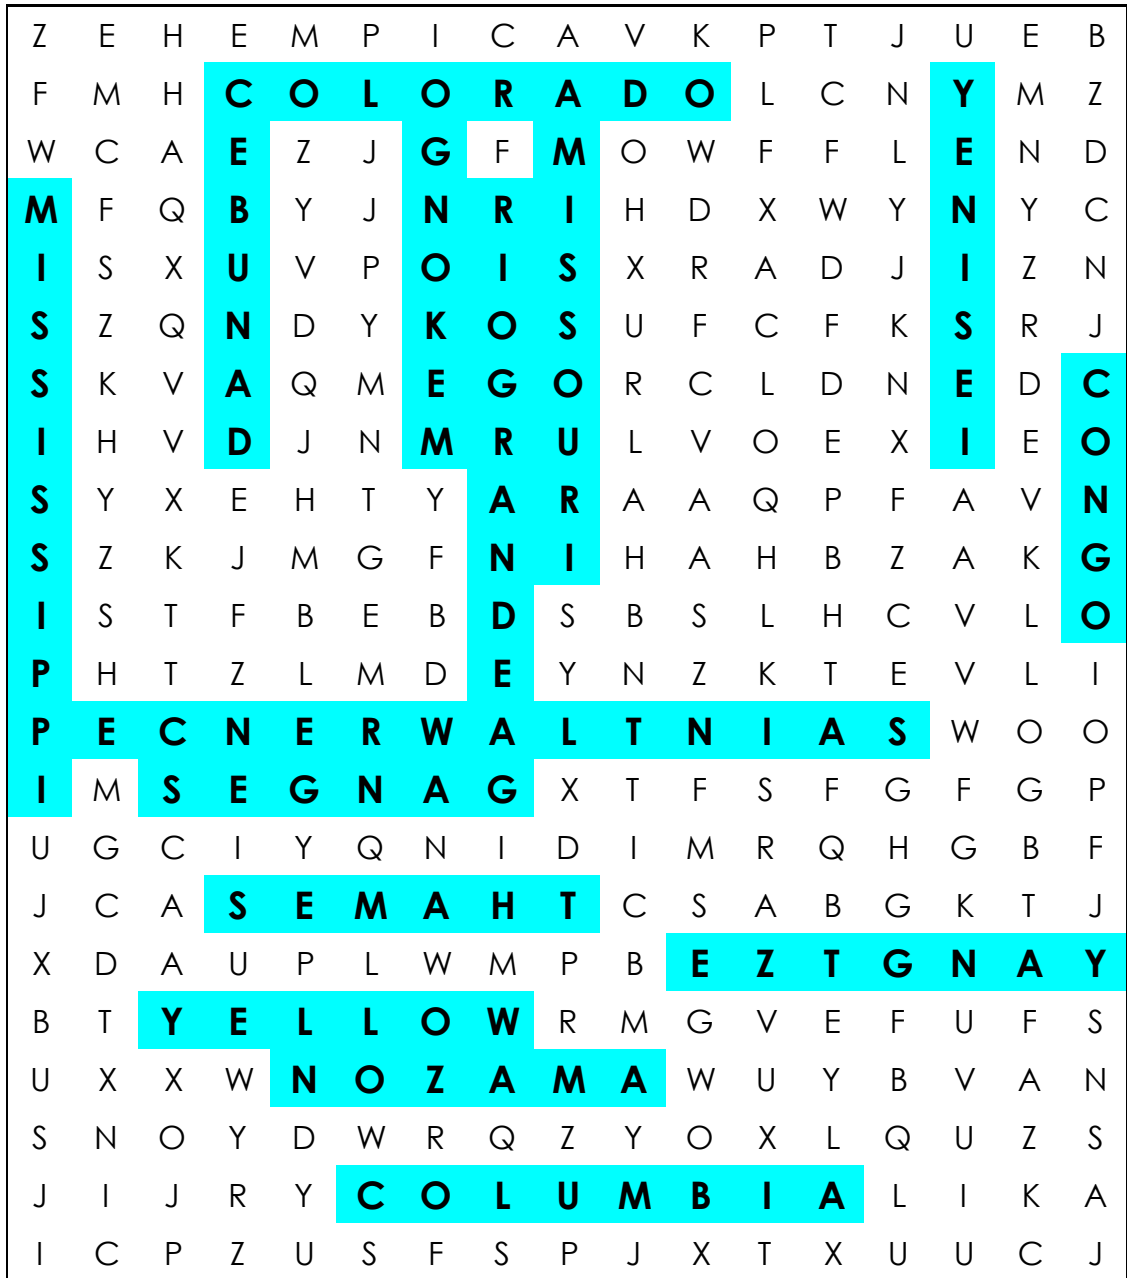 Z E H E M P I C A V K P T J U E B
F M H C O L O R A D O L C N Y M Z
W C A E Z J G F M O W F F L E N D
M F Q B Y J N R I H D X W Y N Y C
I S X U V P O I S X R A D J I Z N
S Z Q N D Y K O S U F C F K S R J
S K V A Q M E G O R C L D N E D C
I H V D J N M R U L V O E X I E O
S Y X E H T Y A R A A Q P F A V N
S Z K J M G F N I H A H B Z A K G
I S T F B E B D S B S L H C V L O
P H T Z L M D E Y N Z K T E V L I
P E C N E R W A L T N I A S W O O
I M S E G N A G X T F S F G F G P
U G C I Y Q N I D I M R Q H G B F
J C A S E M A H T C S A B G K T J
X D A U P L W M P B E Z T G N A Y
B T Y E L L O W R M G V E F U F S
U X X W N O Z A M A W U Y B V A N
S N O Y D W R Q Z Y O X L Q U Z S
J I J R Y C O L U M B I A L I K A
I C P Z U S F S P J X T X U U C J